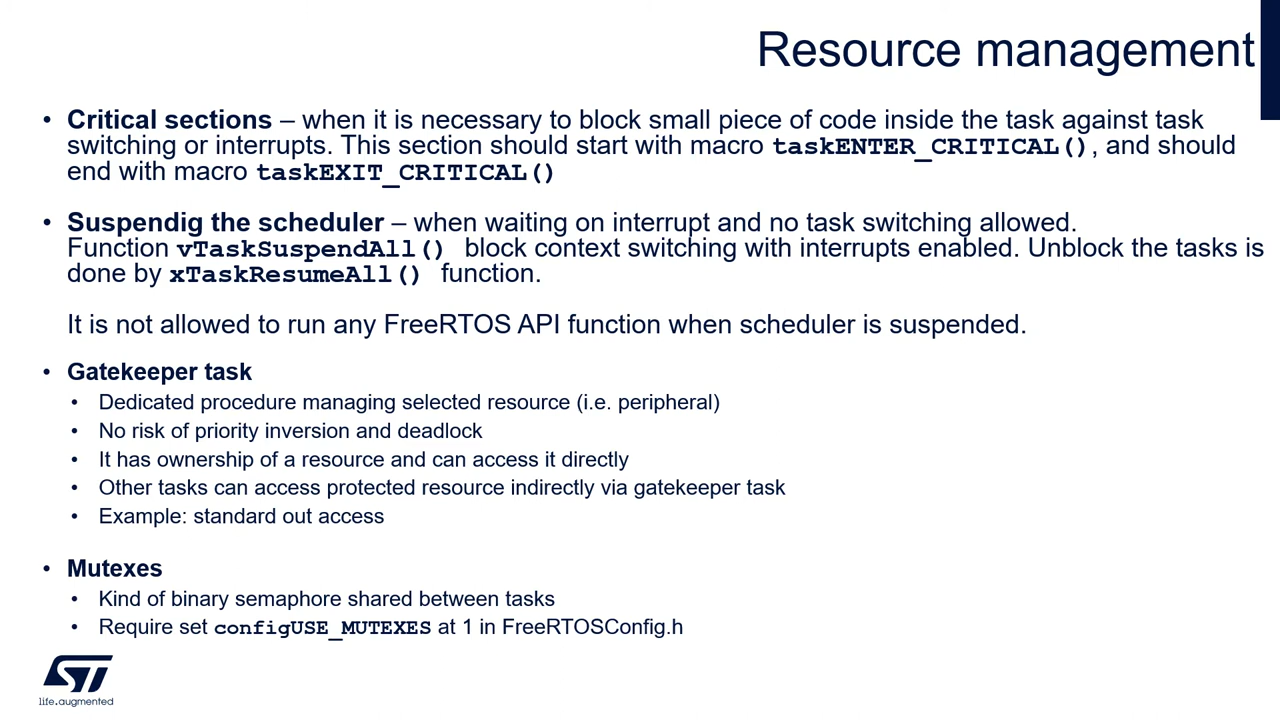 Resource management
• Critical sections – when it is necessary to block small piece of code inside the task against task
switching or interrupts. This section should start with macro taskENTER_CRITICAL(), and should
end with macro taskEXIT_CRITICAL()
• Suspendig the scheduler – when waiting on interrupt and no task switching allowed.
Function vTaskSuspendAll() block context switching with interrupts enabled. Unblock the tasks is
done by xTaskResumeAll() function.
It is not allowed to run any FreeRTOS API function when scheduler is suspended.
• Gatekeeper task
• Dedicated procedure managing selected resource (i.e. peripheral)
• No risk of priority inversion and deadlock
• It has ownership of a resource and can access it directly
• Other tasks can access protected resource indirectly via gatekeeper task
• Example: standard out access
• Mutexes
• Kind of binary semaphore shared between tasks
• Require set configUSE_MUTEXES at 1 in FreeRTOSConfig.h
ST
life.augmented